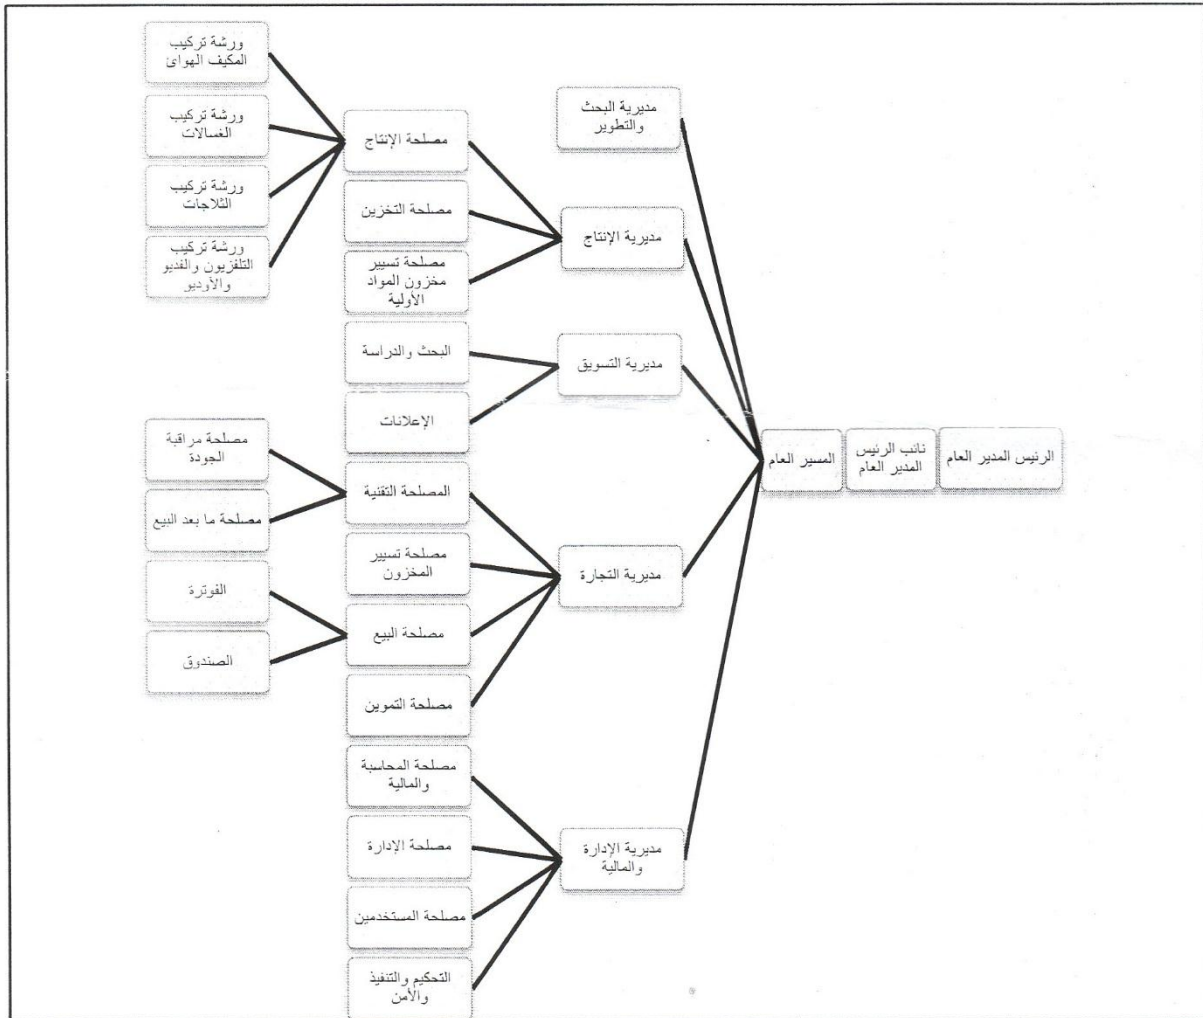 الرئيس المدير العام
نائب الرئيس
المدير العام
المسير العام
مديرية البحث
والتطوير
مديرية الإنتاج
مديرية التسويق
مديرية التجارة
مديرية الإدارة
والمالية
مصلحة الإنتاج
مصلحة التخزين
مصلحة تسيير
مخزون المواد
الأولية
البحث والدراسة
الإعلانات
المصلحة التقنية
مصلحة تسيير
المخزون
مصلحة البيع
مصلحة التموين
مصلحة المحاسبة
والمالية
مصلحة الإدارة
مصلحة المستخدمين
التحكيم والتنفيذ
والأمن
ورشة تركيب
المكيف الهوائ
ورشة تركيب
الغسالات
ورشة تركيب
الثلاجات
ورشة تركيب
التلفزيون والفديو
والأوديو
مصلحة مراقبة
الجودة
مصلحة ما بعد البيع
الفوترة
الصندوق